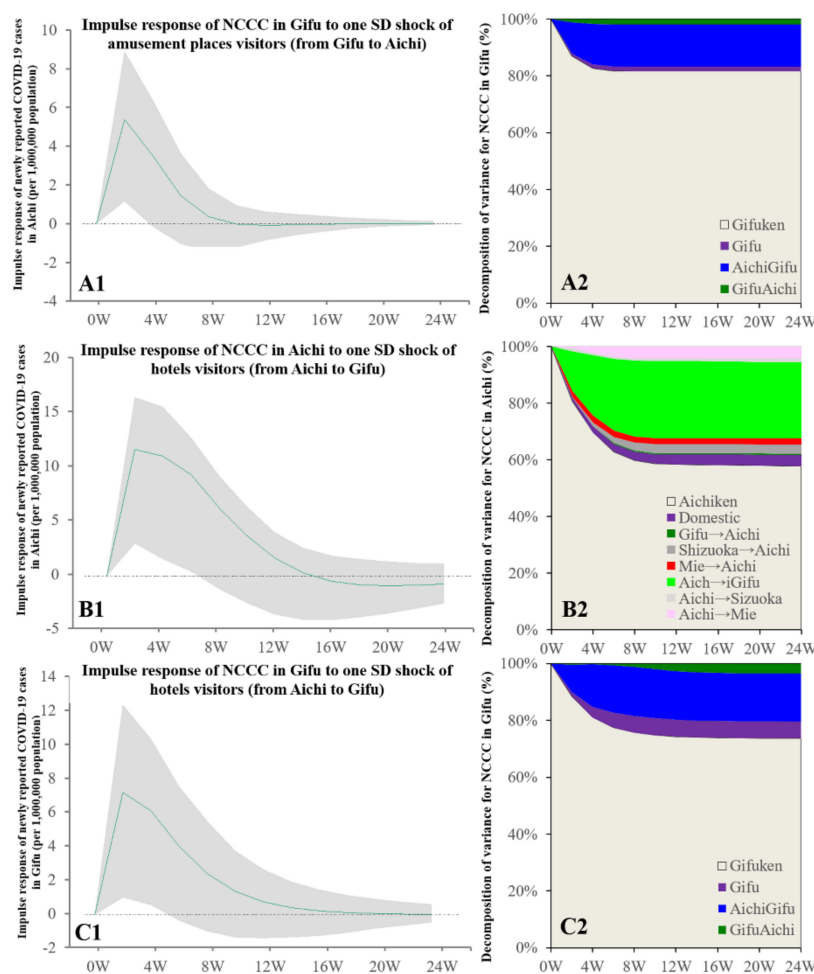 Impulse response of NCCC in Gifu to one SD shock of
amusement places visitors (from Gifu to Aichi)
Impulse response of newly reported COVID-19 cases
in Aichi (per 1,000,000 population)
10
8
6
4
2
0
-2
-4
A1
0W 4W 8W 12W 16W 20W 24W
Decomposition of variance for NCCC in Gifu (%)
100%
80%
60%
40%
20%
0%
Gifuken
Gifu
AichiGifu
GifuAichi
A2
0W 4W 8W 12W 16W 20W 24W
Impulse response of NCCC in Aichi to one SD shock of
hotels visitors (from Aichi to Gifu)
Impulse response of newly reported COVID-19 cases
in Aichi (per 1,000,000 population)
20
15
10
5
0
-5
B1
0W 4W 8W 12W 16W 20W 24W
Decomposition of variance for NCCC in Aichi (%)
100%
80%
60%
40%
20%
0%
Aichiken
Domestic
Gifu→Aichi
Shizuoka→Aichi
Mie→Aichi
Aich→iGifu
Aichi→Sizuoka
Aichi→Mie
B2
0W 4W 8W 12W 16W 20W 24W
Impulse response of NCCC in Gifu to one SD shock of
hotels visitors (from Aichi to Gifu)
Impulse response of newly reported COVID-19 cases
in Gifu (per 1,000,000 population)
14
12
10
8
6
4
2
0
-2
C1
0W 4W 8W 12W 16W 20W 24W
Decomposition of variance for NCCC in Gifu (%)
100%
80%
60%
40%
20%
0%
Gifuken
Gifu
AichiGifu
GifuAichi
C2
0W 4W 8W 12W 16W 20W 24W